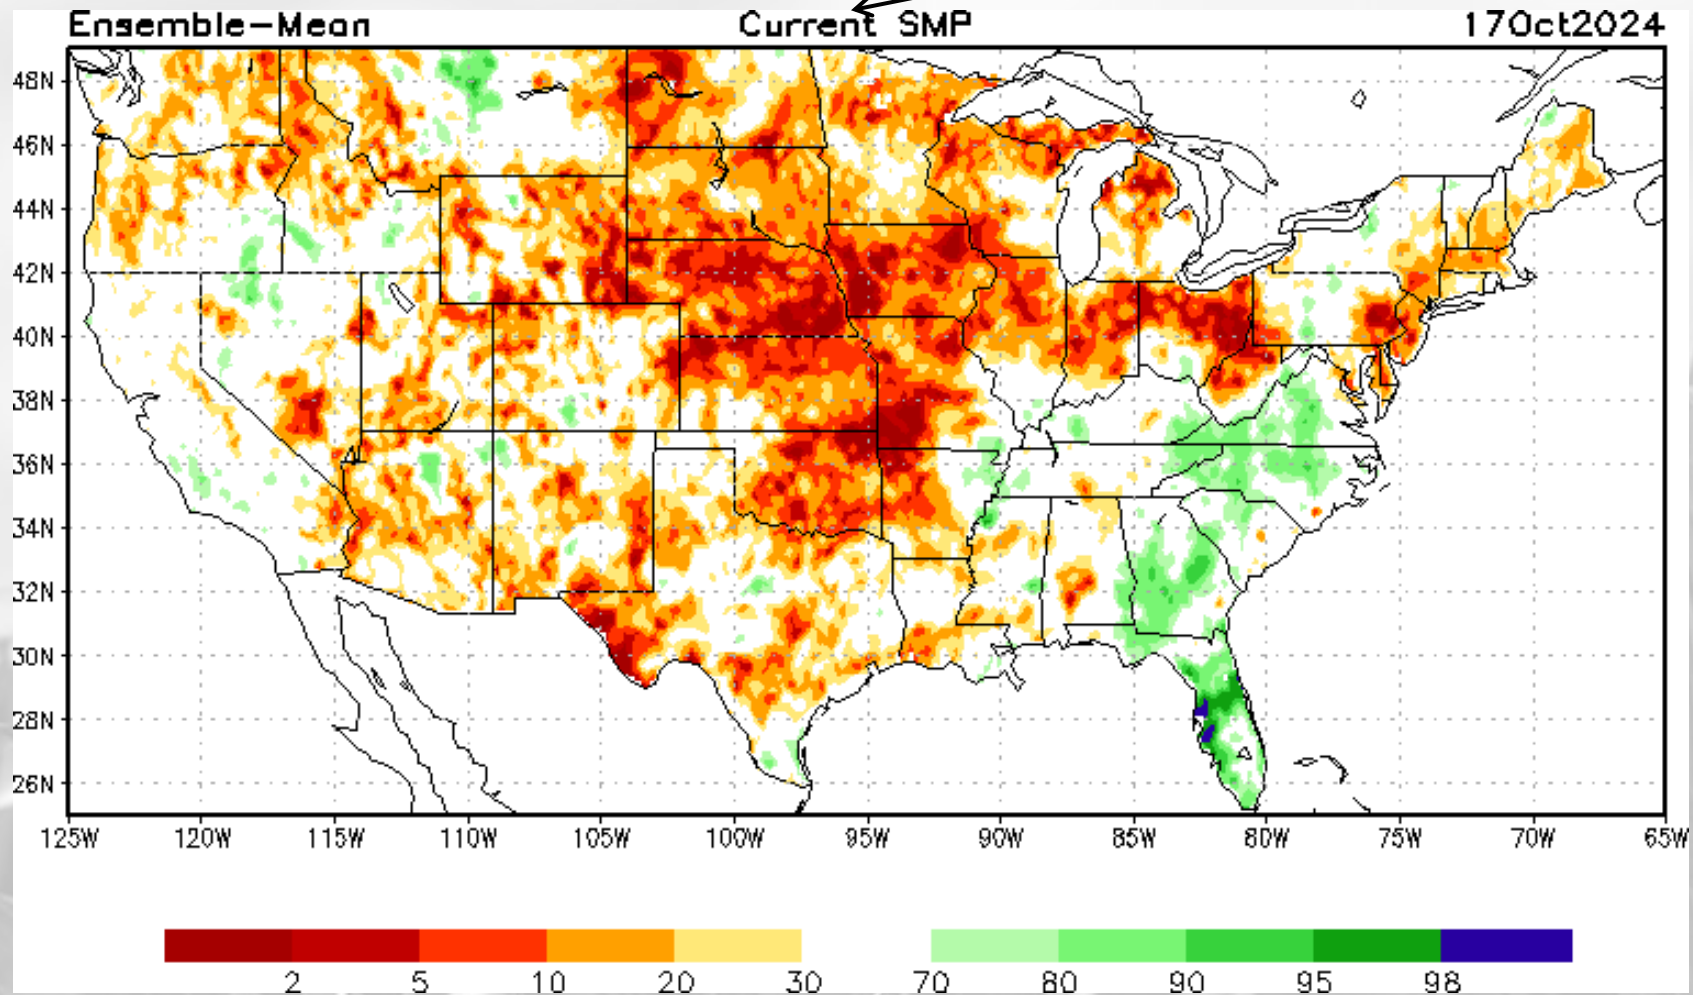 Ensemble-Mean Current SMP 17Oct2024
48N
46N
44N
42N
40N
38N
36N
34N
32N
30N
28N
26N
125W 120W 115W 110W 105W 100W 95W 90W 85W 80W 75W 70W 65W
2 5 10 20 30 70 80 90 95 98